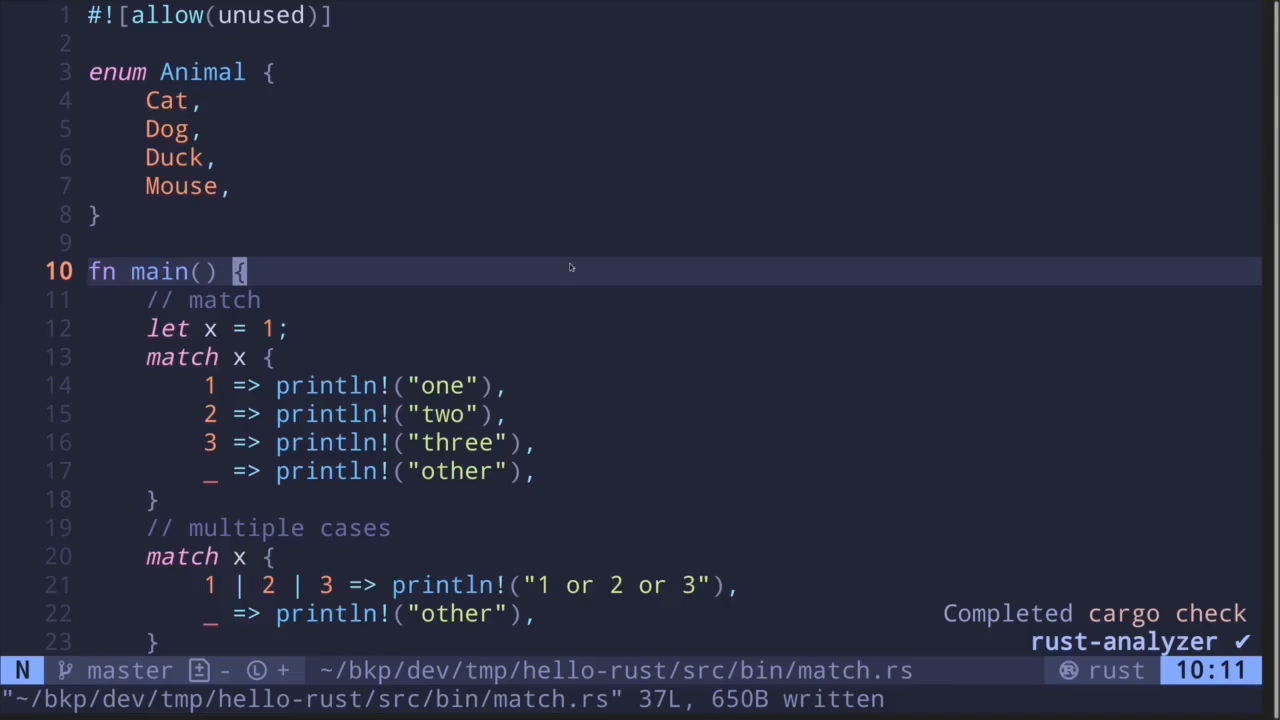 1 #![allow(unused)]
2
3 enum Animal {
4     Cat,
5     Dog,
6     Duck,
7     Mouse,
8 }
9
10 fn main() {
11     // match
12     let x = 1;
13     match x {
14         1 => println!("one"),
15         2 => println!("two"),
16         3 => println!("three"),
17         _ => println!("other"),
18     }
19     // multiple cases
20     match x {
21         1 | 2 | 3 => println!("1 or 2 or 3"),
22         _ => println!("other"),
Completed cargo check
23     }
rust-analyzer ✔
N master - + ~/bkp/dev/tmp/hello-rust/src/bin/match.rs rust 10:11
"~/bkp/dev/tmp/hello-rust/src/bin/match.rs" 37L, 650B written